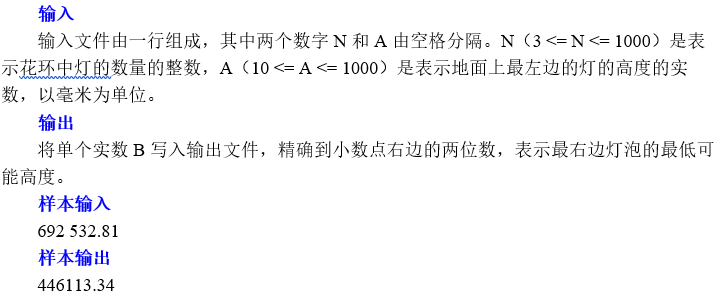 输入
输入文件由一行组成，其中两个数字 N 和 A 由空格分隔。N（3 <= N <= 1000）是表
示花环中灯的数量的整数，A（10 <= A <= 1000）是表示地面上最左边的灯的高度的实
数，以毫米为单位。
输出
将单个实数 B 写入输出文件，精确到小数点右边的两位数，表示最右边灯泡的最低可
能高度。
样本输入
692 532.81
样本输出
446113.34